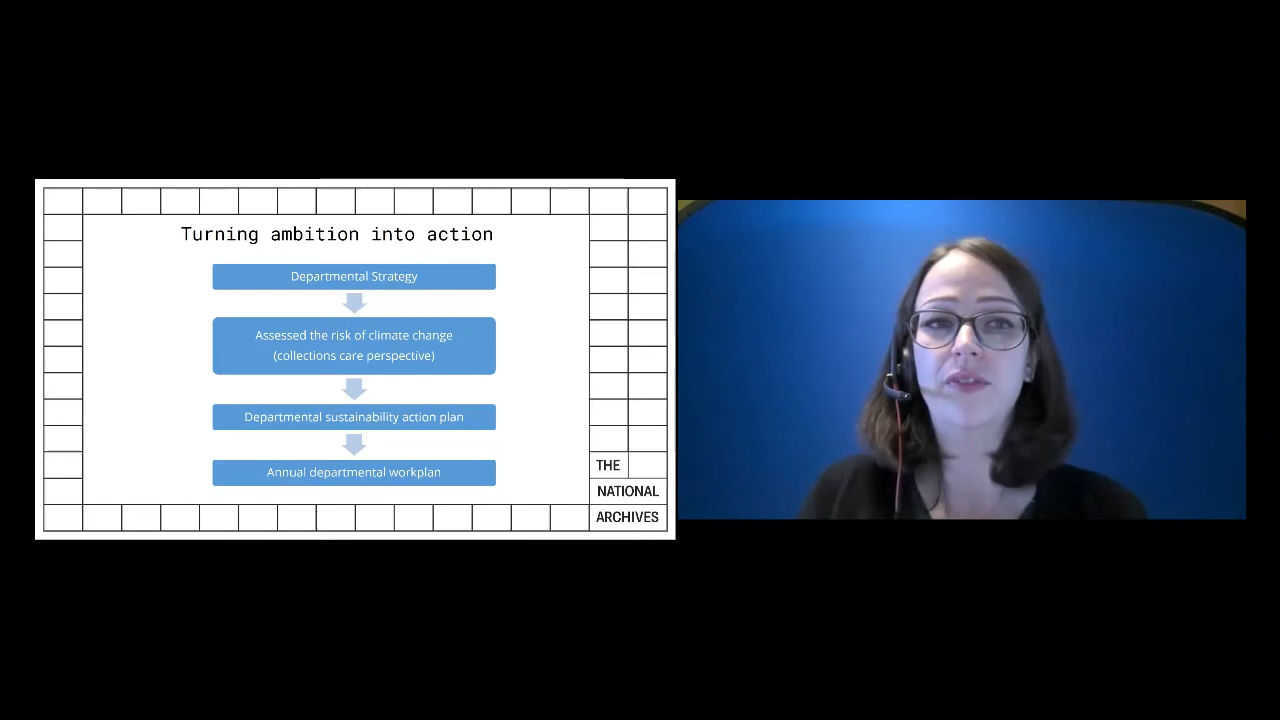 Turning ambition into action
Departmental Strategy
Assessed the risk of climate change
(collections care perspective)
Departmental sustainability action plan
Annual departmental workplan
THE
NATIONAL
ARCHIVES